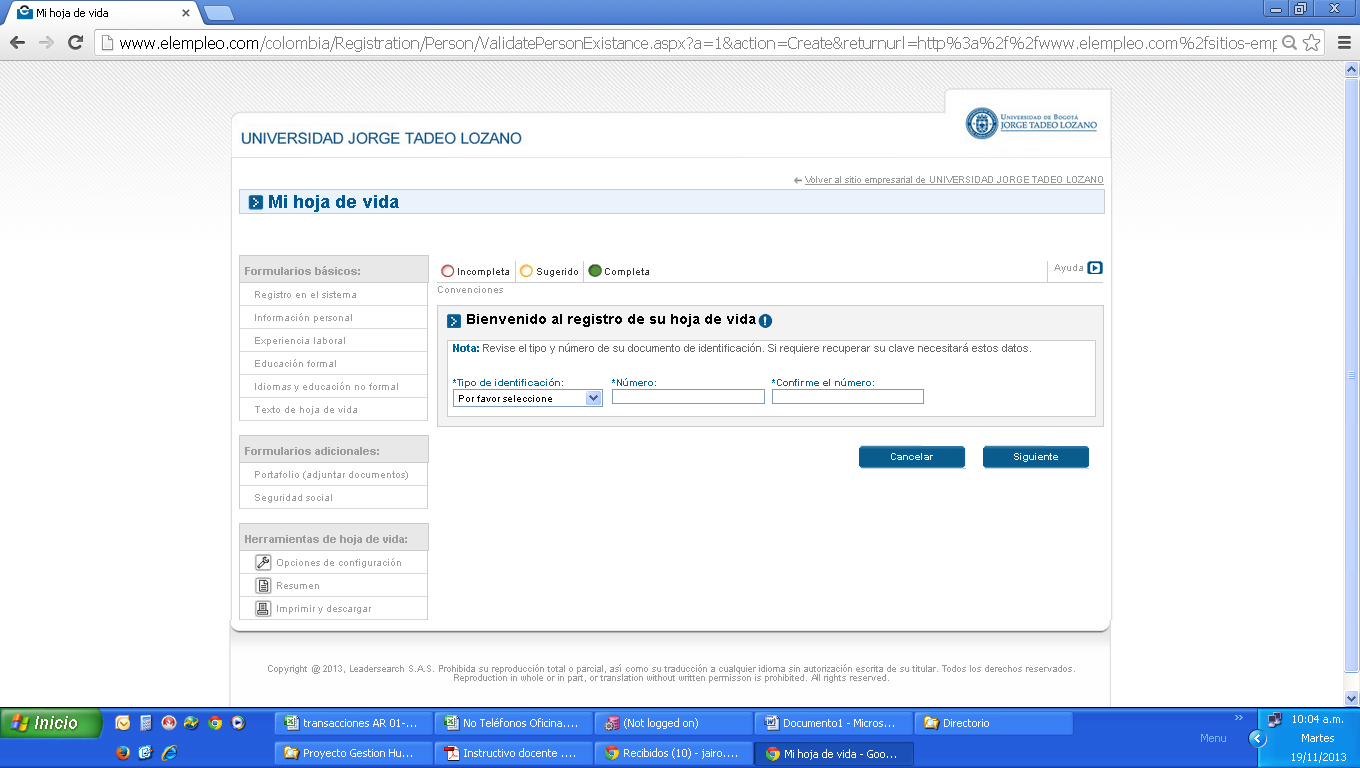 Mi hoja de vida
www.elempleo.com/colombia/Registration/Person/ValidatePersonExistance.aspx?a=1&action=Create&returnurl=http%3a%2f%2fwww.elempleo.com%2fsitios-emp
UNIVERSIDAD JORGE TADEO LOZANO
UNIVERSIDAD DE BOGOTÁ
JORGE TADEO LOZANO
Volver al sitio empresarial de UNIVERSIDAD JORGE TADEO LOZANO
Mi hoja de vida
Formularios básicos:
Registro en el sistema
Información personal
Experiencia laboral
Educación formal
Idiomas y educación no formal
Texto de hoja de vida
Formularios adicionales:
Portafolio (adjuntar documentos)
Seguridad social
Herramientas de hoja de vida:
Opciones de configuración
Resumen
Imprimir y descargar
Incompleta Sugerido Completa
Ayuda
Convenciones
Bienvenido al registro de su hoja de vida
Nota: Revise el tipo y número de su documento de identificación. Si requiere recuperar su clave necesitará estos datos.
*Tipo de identificación: *Número: *Confirme el número:
Por favor seleccione
Cancelar Siguiente
Copyright @ 2013, Leadersearch S.A.S. Prohibida su reproducción total o parcial, así como su traducción a cualquier idioma sin autorización escrita de su titular. Todos los derechos reservados.
Reproduction in whole or in part, or translation without written permisson is prohibited. All rights reserved.
Inicio
transacciones AR 01-... No Teléfonos Oficina.... (Not logged on) Documento1 - Micros... Directorio
Proyecto Gestion Hu... Instructivo docente .... Recibidos (10) - jairo.... Mi hoja de vida - Goo...
Menu
10:04 a.m.
Martes
19/11/2013